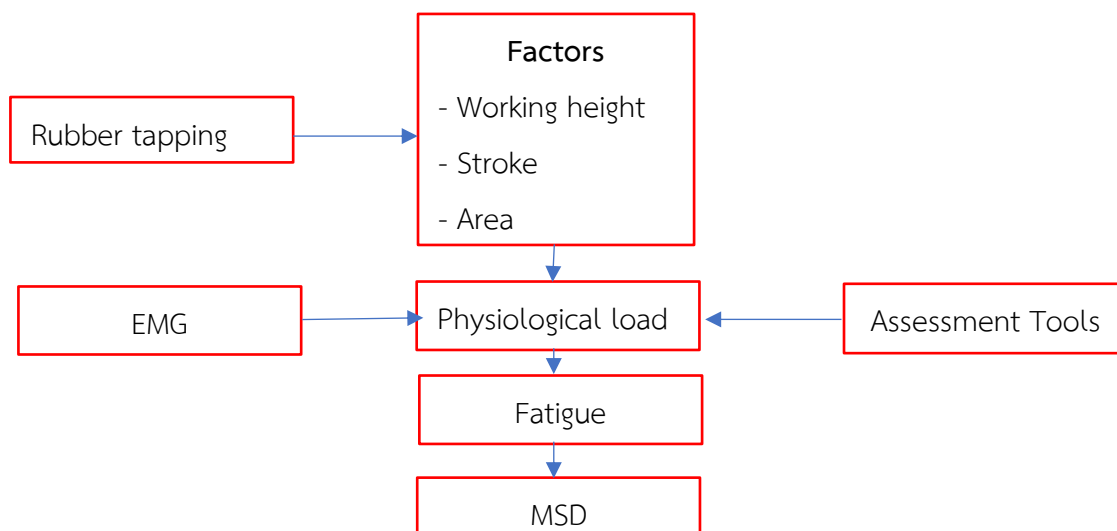 Factors
- Working height
Rubber tapping
- Stroke
- Area
EMG
Physiological load
Assessment Tools
Fatigue
MSD